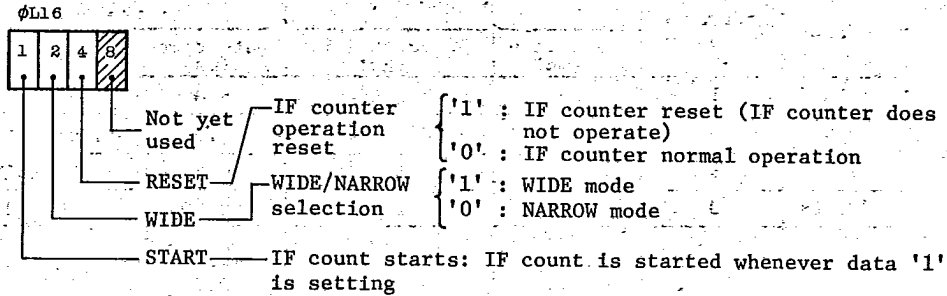 φL16
1 2 4 8
Not yet used
IF counter operation reset
'1' : IF counter reset (IF counter does not operate)
'0' : IF counter normal operation
RESET
WIDE/NARROW selection
'1' : WIDE mode
'0' : NARROW mode
WIDE
START
IF count starts: IF count is started whenever data '1' is setting